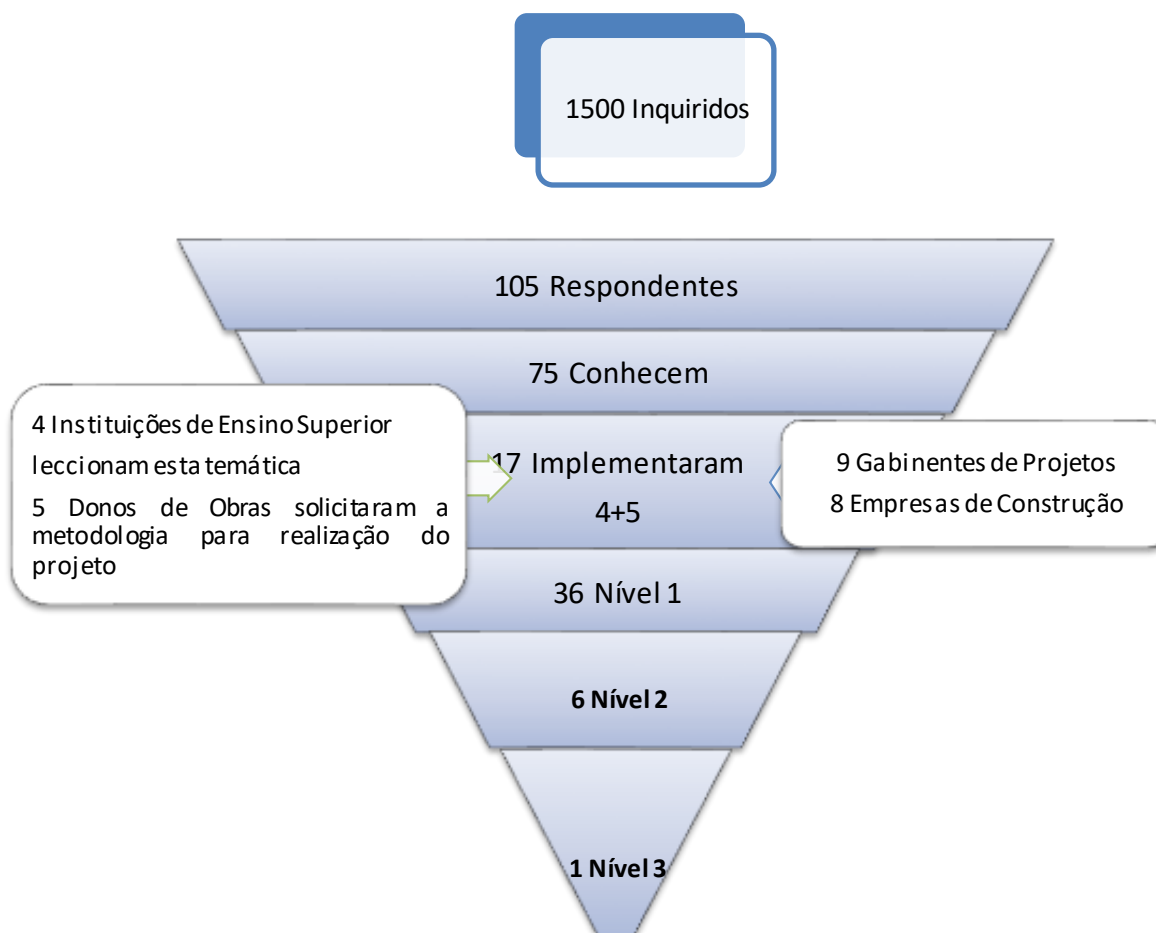 1500 Inquiridos
105 Respondentes
75 Conhecem
4 Instituições de Ensino Superior
leccionam esta temática
5 Donos de Obras solicitaram a
metodologia para realização do
projeto
17 Implementaram
4+5
9 Gabinentes de Projetos
8 Empresas de Construção
36 Nível 1
6 Nível 2
1 Nível 3